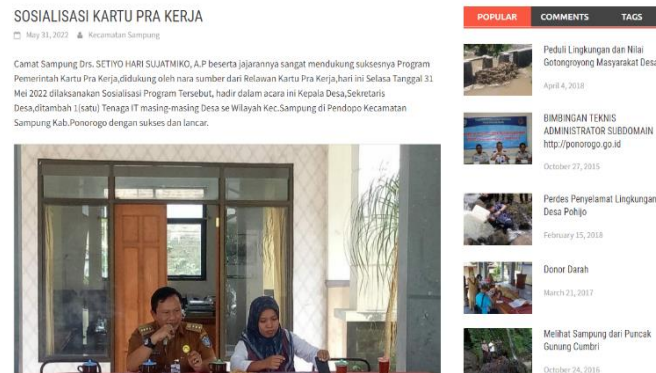 SOSIALISASI KARTU PRA KERJA
May 31, 2022 Kecamatan Sampung
Camat Sampung Drs. SETIYO HARI SUJATMIKO, A.P beserta jajarannya sangat mendukung suksesnya Program
Pemerintah Kartu Pra Kerja,didukung oleh nara sumber dari Relawan Kartu Pra Kerja,hari ini Selasa Tanggal 31
Mei 2022 dilaksanakan Sosialisasi Program Tersebut, hadir dalam acara ini Kepala Desa,Sekretaris
Desa,ditambah 1(satu) Tenaga IT masing-masing Desa se Wilayah Kec.Sampung di Pendopo Kecamatan
Sampung Kab.Ponorogo dengan sukses dan lancar.
POPULAR COMMENTS TAGS
Peduli Lingkungan dan Nilai
Gotongroyong Masyarakat Desa
April 4, 2018
BIMBINGAN TEKNIS
ADMINISTRATOR SUBDOMAIN
http://ponorogo.go.id
October 27, 2015
Perdes Penyelamat Lingkungan
Desa Pohijo
February 15, 2018
Donor Darah
March 21, 2017
Melihat Sampung dari Puncak
Gunung Cumbri
October 24, 2016